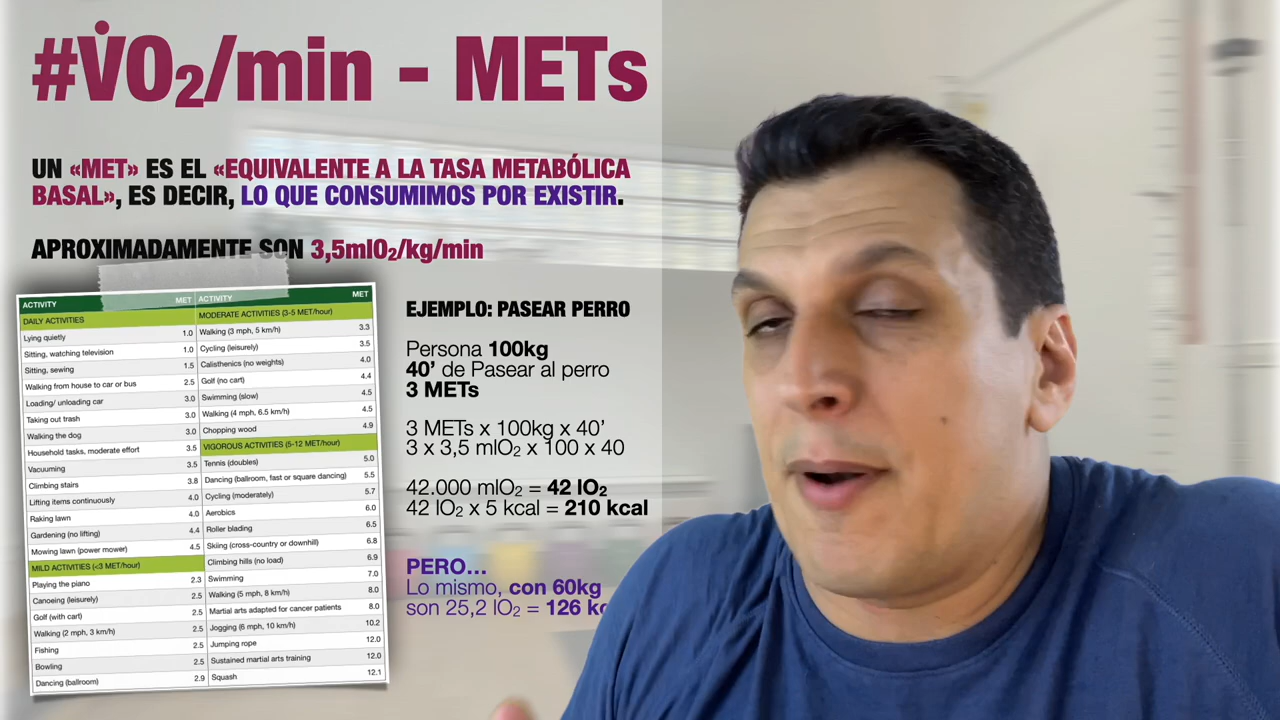 #V̇O₂/min - METs
UN «MET» ES EL «EQUIVALENTE A LA TASA METABÓLICA
BASAL», ES DECIR, LO QUE CONSUMIMOS POR EXISTIR.
APROXIMADAMENTE SON 3,5mlO₂/kg/min
ACTIVITY MET
DAILY ACTIVITIES
Lying quietly 1.0
Sitting, watching television 1.0
Sitting, sewing 1.5
Walking from house to car or bus 2.5
Loading/ unloading car 3.0
Taking out trash 3.0
Walking the dog 3.0
Household tasks, moderate effort 3.5
Vacuuming 3.5
Climbing stairs 3.8
Lifting items continuously 4.0
Raking lawn 4.0
Gardening (no lifting) 4.4
Mowing lawn (power mower) 4.5
MILD ACTIVITIES (<3 MET/hour)
Playing the piano 2.3
Canoeing (leisurely) 2.5
Golf (with cart) 2.5
Walking (2 mph, 3 km/h) 2.5
Fishing 2.5
Bowling 2.5
Dancing (ballroom) 2.9
ACTIVITY MET
MODERATE ACTIVITIES (3-5 MET/hour)
Walking (3 mph, 5 km/h) 3.3
Cycling (leisurely) 3.5
Calisthenics (no weights) 4.0
Golf (no cart) 4.4
Swimming (slow) 4.5
Walking (4 mph, 6.5 km/h) 4.5
Chopping wood 4.9
VIGOROUS ACTIVITIES (5-12 MET/hour)
Tennis (doubles) 5.0
Dancing (ballroom, fast or square dancing) 5.5
Cycling (moderately) 5.7
Aerobics 6.0
Roller blading 6.5
Skiing (cross-country or downhill) 6.8
Climbing hills (no load) 6.9
Swimming 7.0
Walking (5 mph, 8 km/h) 8.0
Martial arts adapted for cancer patients 8.0
Jogging (6 mph, 10 km/h) 10.2
Jumping rope 12.0
Sustained martial arts training 12.0
Squash 12.1
EJEMPLO: PASEAR PERRO
Persona 100kg
40’ de Pasear al perro
3 METs
3 METs x 100kg x 40’
3 x 3,5 mlO₂ x 100 x 40
42.000 mlO₂ = 42 lO₂
42 lO₂ x 5 kcal = 210 kcal
PERO...
Lo mismo, con 60kg
son 25,2 lO₂ = 126